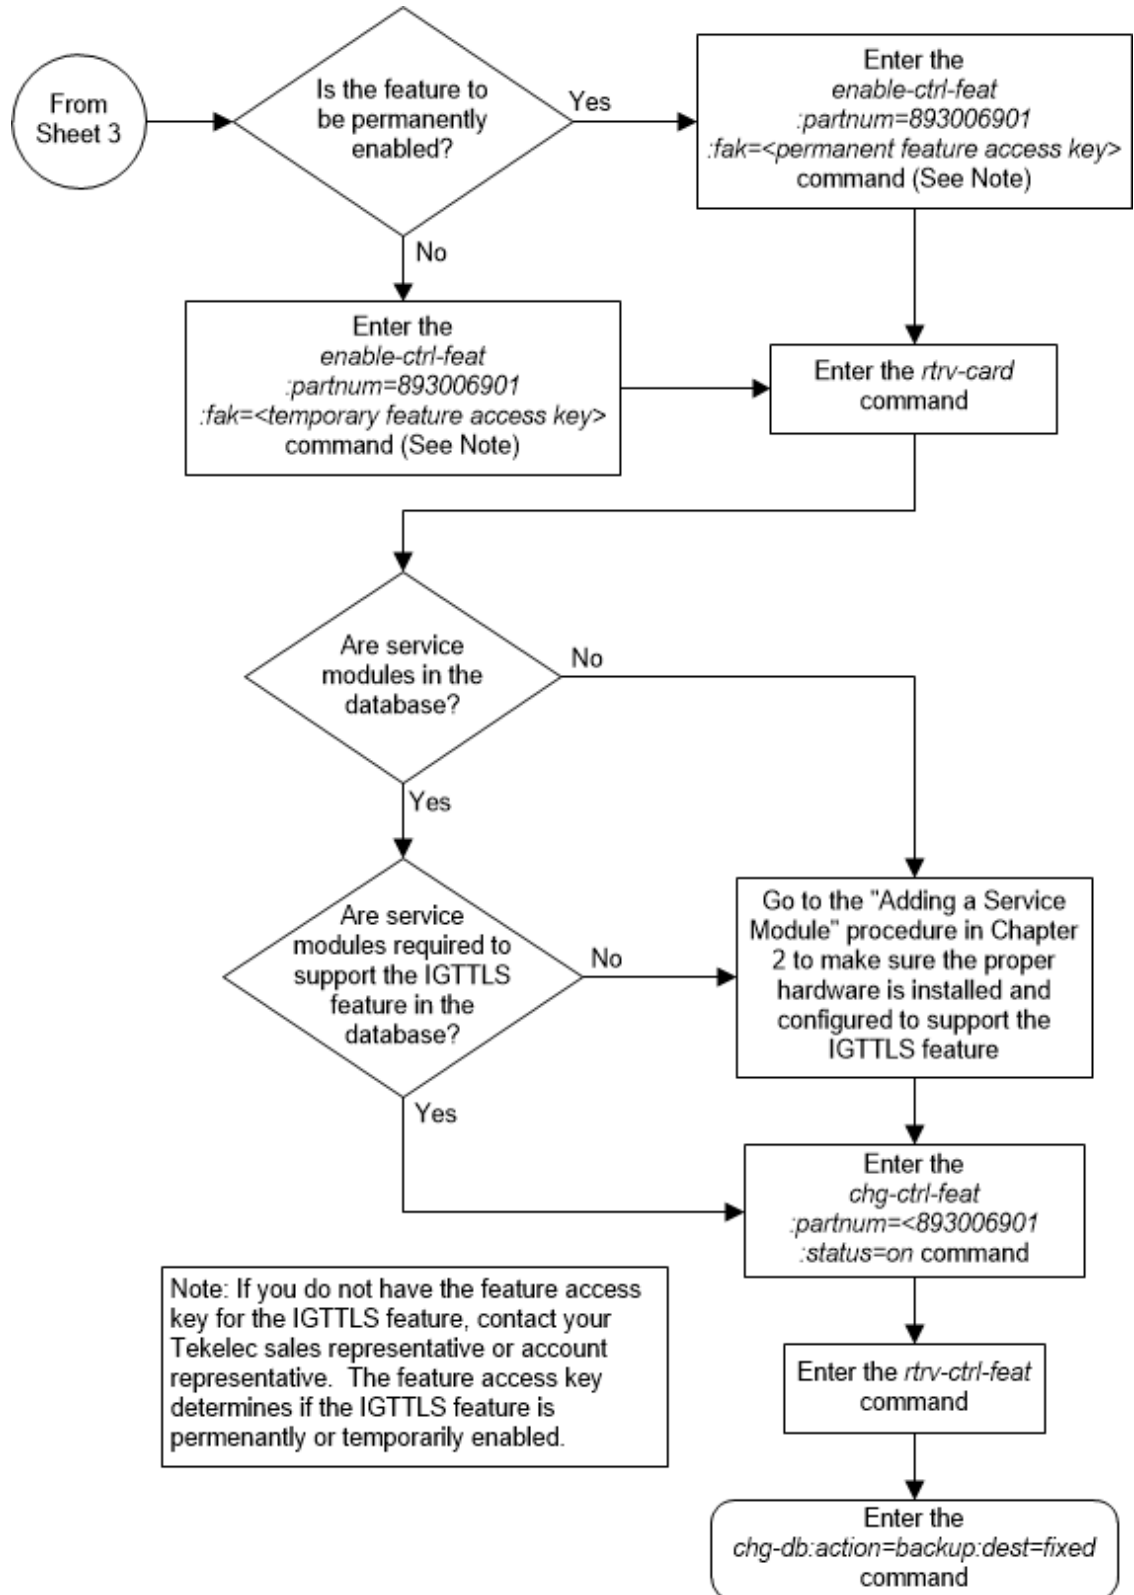 From
Sheet 3
Is the feature to
be permanently
enabled?
Yes
Enter the
enable-ctrl-feat
:partnum=893006901
:fak=<permanent feature access key>
command (See Note)
No
Enter the
enable-ctrl-feat
:partnum=893006901
:fak=<temporary feature access key>
command (See Note)
Enter the rtrv-card
command
Are service
modules in the
database?
No
Yes
Are service
modules required to
support the IGTTLS
feature in the
database?
No
Go to the "Adding a Service
Module" procedure in Chapter
2 to make sure the proper
hardware is installed and
configured to support the
IGTTLS feature
Yes
Enter the
chg-ctrl-feat
:partnum=<893006901
:status=on command
Note: If you do not have the feature access
key for the IGTTLS feature, contact your
Tekelec sales representative or account
representative.  The feature access key
determines if the IGTTLS feature is
permenantly or temporarily enabled.
Enter the rtrv-ctrl-feat
command
Enter the
chg-db:action=backup:dest=fixed
command